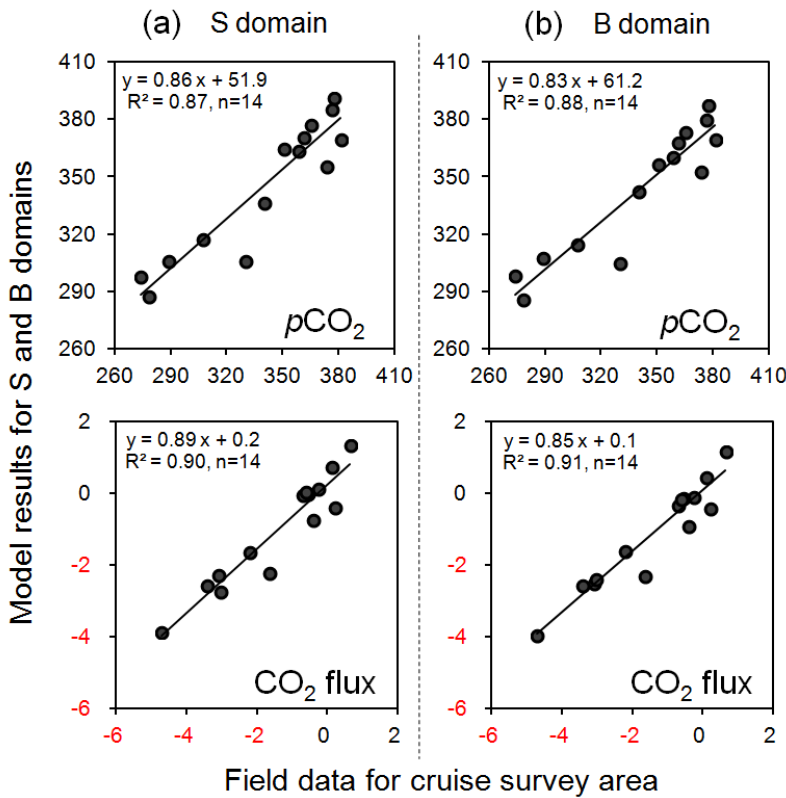 (a) S domain
(b) B domain
410
380
350
320
290
260
y = 0.86 x + 51.9
R² = 0.87, n=14
pCO₂
260 290 320 350 380 410
410
380
350
320
290
260
y = 0.83 x + 61.2
R² = 0.88, n=14
pCO₂
260 290 320 350 380 410
Model results for S and B domains
2
0
-2
-4
-6
y = 0.89 x + 0.2
R² = 0.90, n=14
CO₂ flux
-6 -4 -2 0 2
2
0
-2
-4
-6
y = 0.85 x + 0.1
R² = 0.91, n=14
CO₂ flux
-6 -4 -2 0 2
Field data for cruise survey area